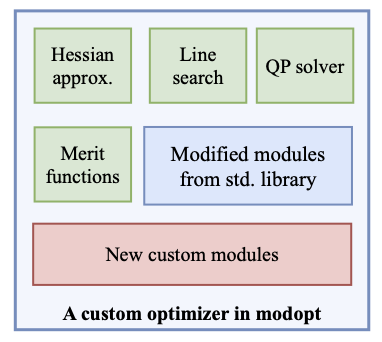 Hessian
approx.
Line
search
QP solver
Merit
functions
Modified modules
from std. library
New custom modules
A custom optimizer in modopt